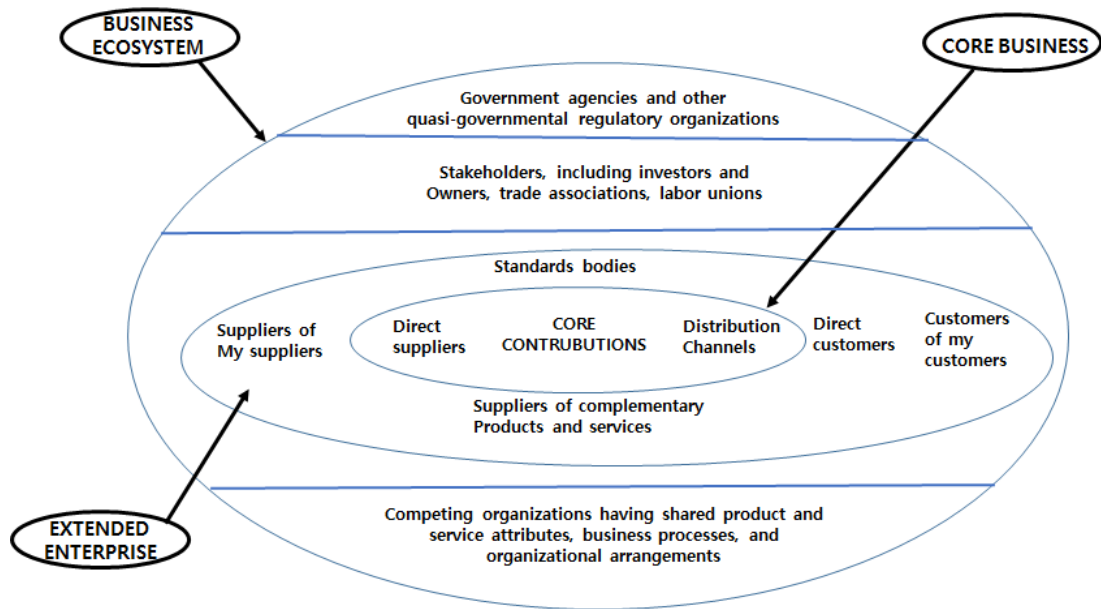 BUSINESS
ECOSYSTEM
CORE BUSINESS
Government agencies and other
quasi-governmental regulatory organizations
Stakeholders, including investors and
Owners, trade associations, labor unions
Standards bodies
Suppliers of
My suppliers
Direct
suppliers
CORE
CONTRUBUTIONS
Distribution
Channels
Direct
customers
Customers
of my
customers
Suppliers of complementary
Products and services
EXTENDED
ENTERPRISE
Competing organizations having shared product and
service attributes, business processes, and
organizational arrangements